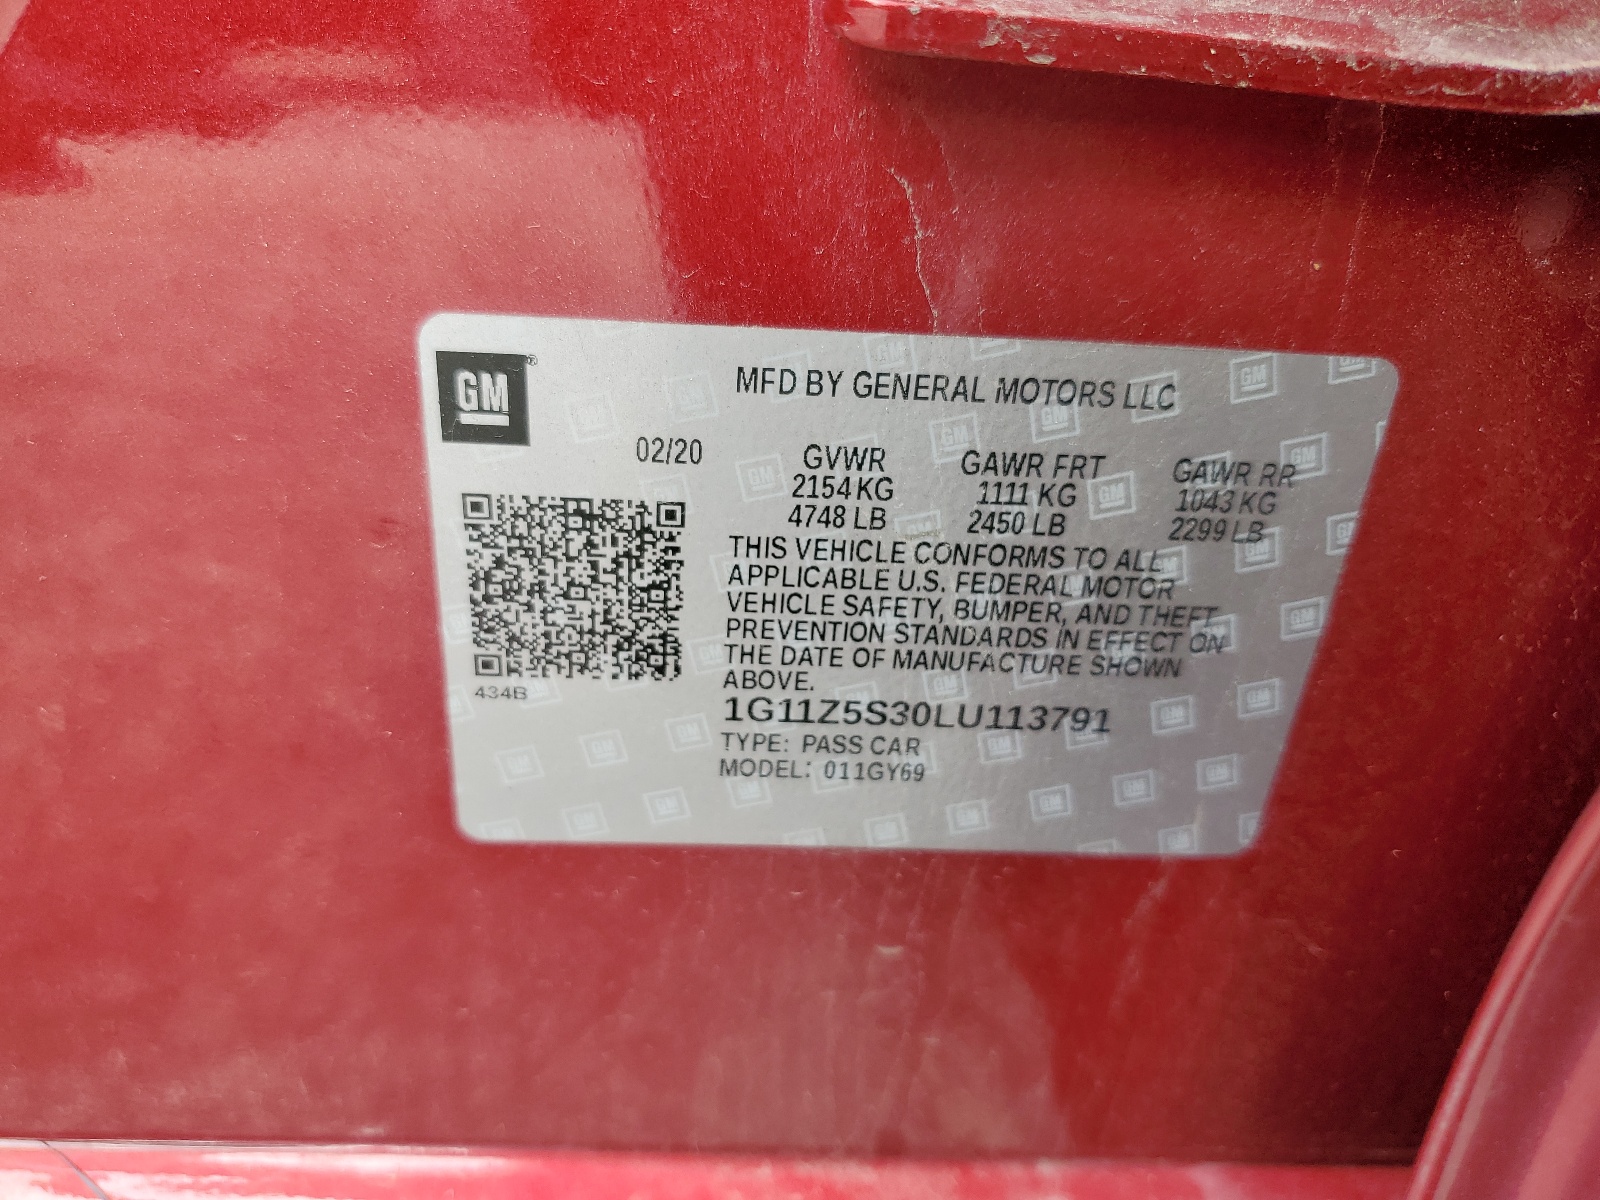 GM
MFD BY GENERAL MOTORS LLC
02/20 GVWR GAWR FRT GAWR RR
2154KG 1111 KG 1043 KG
4748 LB 2450 LB 2299 LB
THIS VEHICLE CONFORMS TO ALL
APPLICABLE U.S. FEDERAL MOTOR
VEHICLE SAFETY, BUMPER, AND THEFT
PREVENTION STANDARDS IN EFFECT ON
THE DATE OF MANUFACTURE SHOWN
ABOVE.
434B
1G11Z5S30LU113791
TYPE: PASS CAR
MODEL: 011GY69